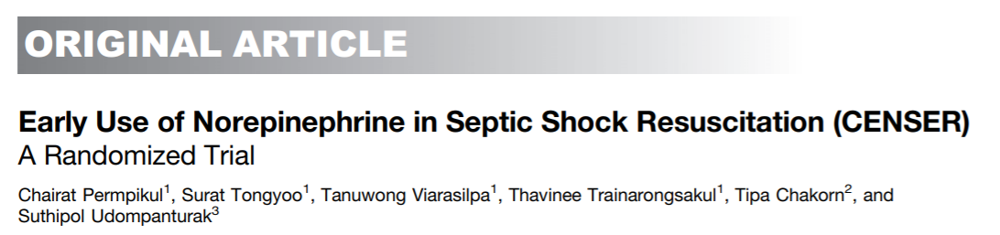 ORIGINAL ARTICLE
Early Use of Norepinephrine in Septic Shock Resuscitation (CENSER)
A Randomized Trial
Chairat Permpikul¹, Surat Tongyoo¹, Tanuwong Viarasilpa¹, Thavinee Trainarongsakul¹, Tipa Chakorn², and
Suthipol Udompanturak³